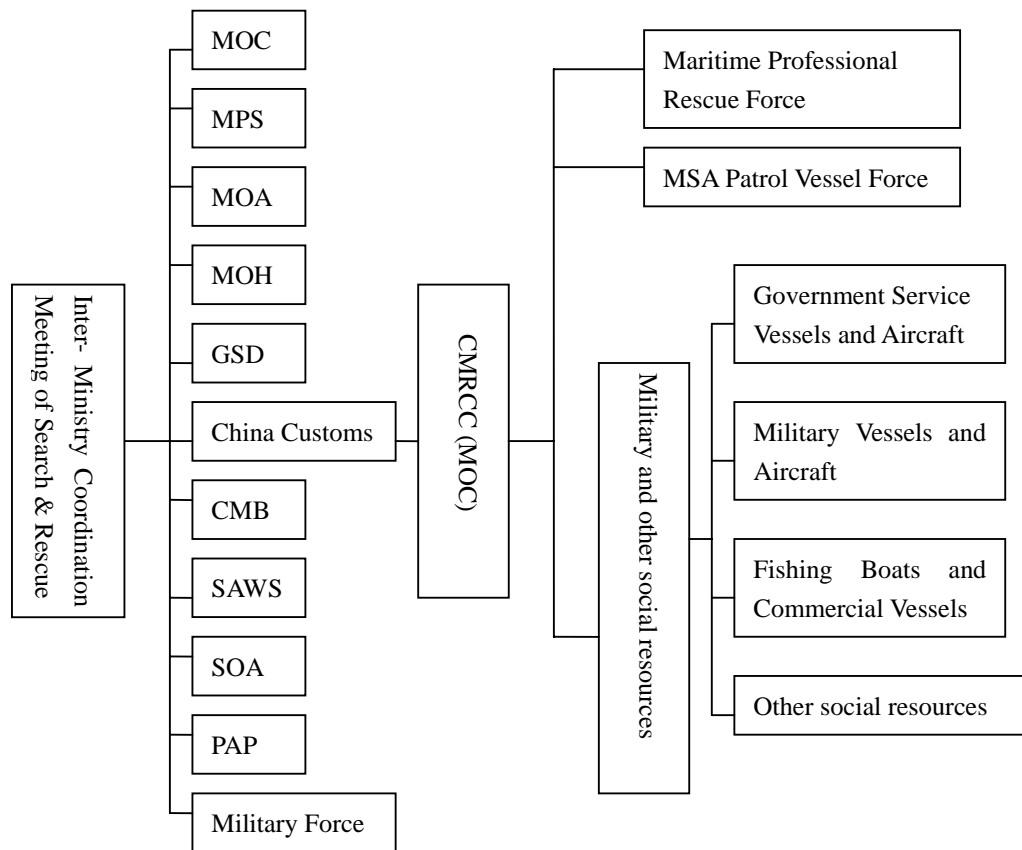 Inter- Ministry Coordination
Meeting of Search & Rescue
MOC
MPS
MOA
MOH
GSD
China Customs
CMB
SAWS
SOA
PAP
Military Force
CMRCC (MOC)
Maritime Professional
Rescue Force
MSA Patrol Vessel Force
Military and other social resources
Government Service
Vessels and Aircraft
Military Vessels and
Aircraft
Fishing Boats and
Commercial Vessels
Other social resources